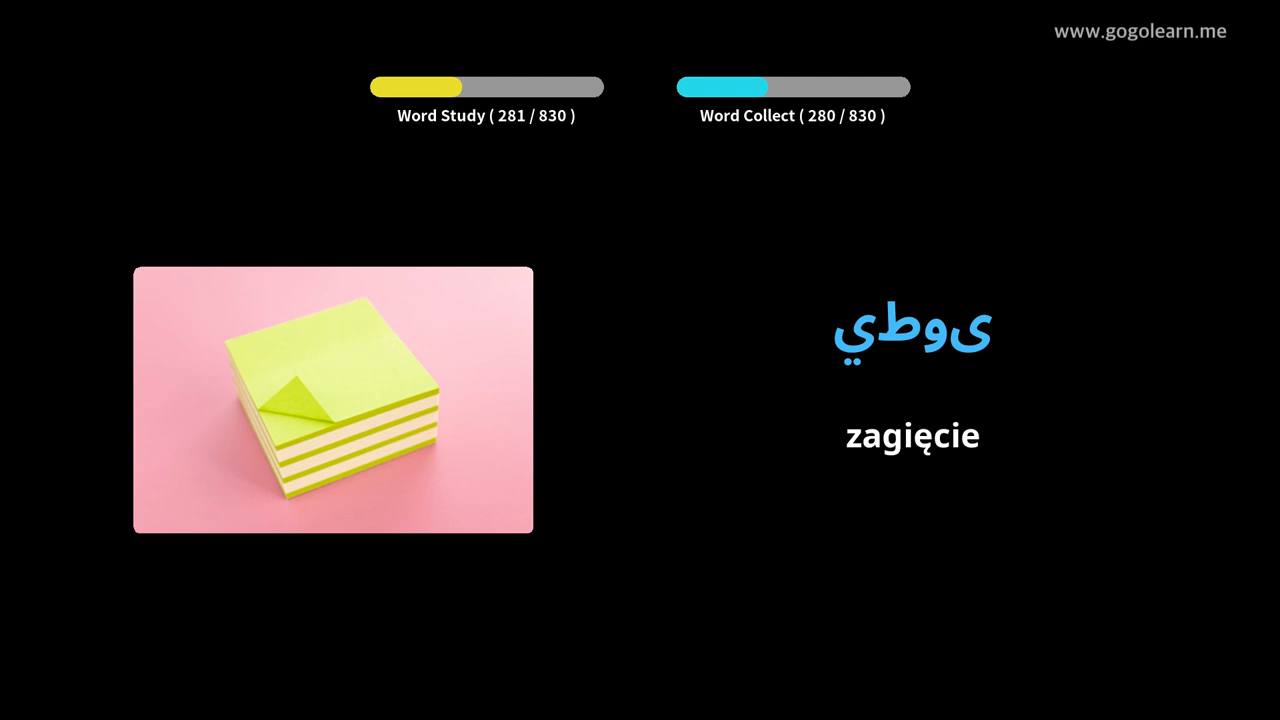 www.gogolearn.me
Word Study ( 281 / 830 )
Word Collect ( 280 / 830 )
ىوطي
zagięcie